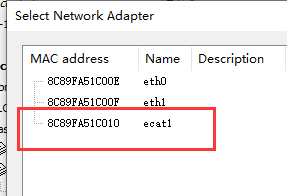 Select Network Adapter
MAC address Name Description
8C89FA51C00E eth0
8C89FA51C00F eth1
8C89FA51C010 ecat1